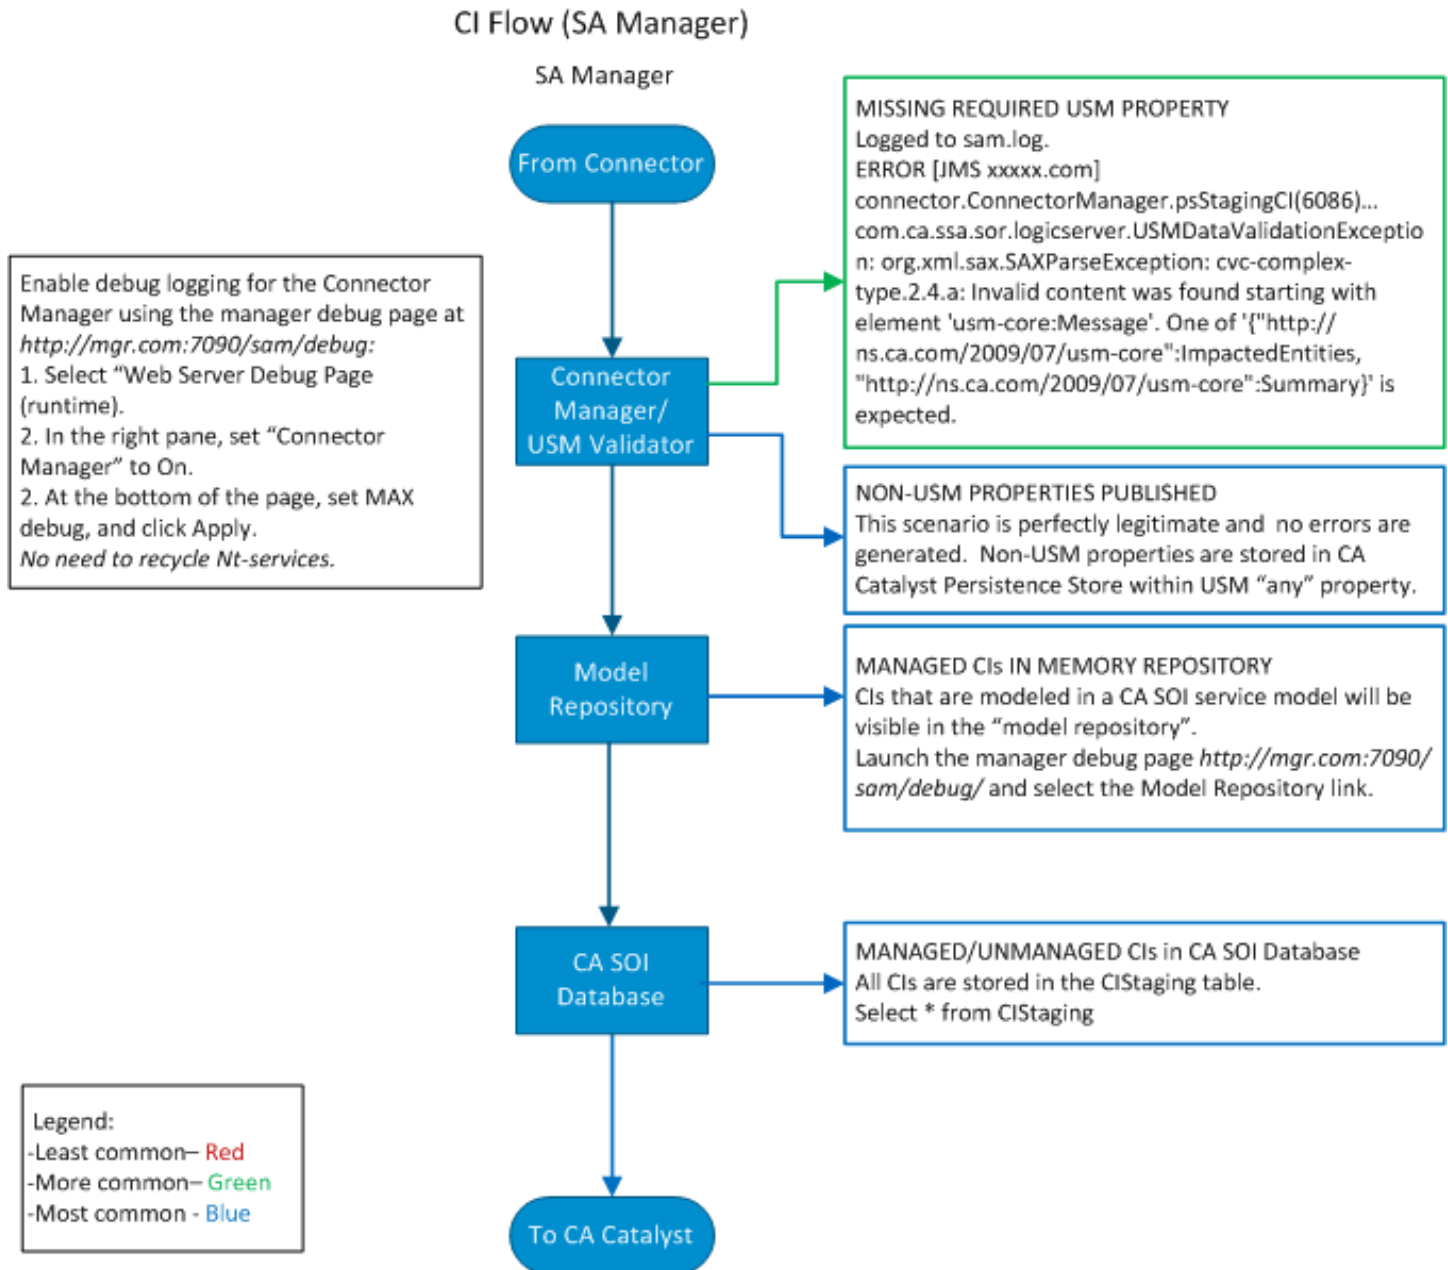 CI Flow (SA Manager)
SA Manager
From Connector
MISSING REQUIRED USM PROPERTY
Logged to sam.log.
ERROR [JMS xxxxx.com]
connector.ConnectorManager.psStagingCI(6086)...
com.ca.ssa.sor.logicserver.USMDataValidationExceptio
n: org.xml.sax.SAXParseException: cvc-complex-
type.2.4.a: Invalid content was found starting with
element 'usm-core:Message'. One of '{"http://
ns.ca.com/2009/07/usm-core":ImpactedEntities,
"http://ns.ca.com/2009/07/usm-core":Summary}' is
expected.
Enable debug logging for the Connector
Manager using the manager debug page at
http://mgr.com:7090/sam/debug:
1. Select “Web Server Debug Page
(runtime).
2. In the right pane, set “Connector
Manager” to On.
2. At the bottom of the page, set MAX
debug, and click Apply.
No need to recycle Nt-services.
Connector
Manager/
USM Validator
NON-USM PROPERTIES PUBLISHED
This scenario is perfectly legitimate and  no errors are
generated.  Non-USM properties are stored in CA
Catalyst Persistence Store within USM “any” property.
Model
Repository
MANAGED CIs IN MEMORY REPOSITORY
CIs that are modeled in a CA SOI service model will be
visible in the “model repository”.
Launch the manager debug page http://mgr.com:7090/
sam/debug/ and select the Model Repository link.
CA SOI
Database
MANAGED/UNMANAGED CIs in CA SOI Database
All CIs are stored in the CIStaging table.
Select * from CIStaging
Legend:
-Least common– Red
-More common– Green
-Most common - Blue
To CA Catalyst